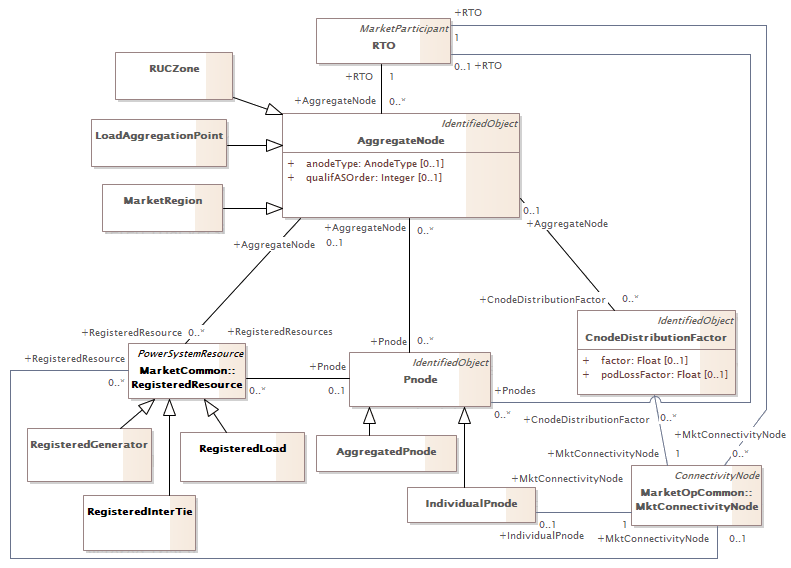 +RTO
MarketParticipant
RTO
1
0..1 +RTO
RUCZone
+RTO 1
+AggregateNode 0..*
IdentifiedObject
AggregateNode
+ anodeType: AnodeType [0..1]
+ qualifASOrder: Integer [0..1]
LoadAggregationPoint
MarketRegion
0..1
+AggregateNode
+AggregateNode 0..*
+AggregateNode 0..1
+CnodeDistributionFactor 0..*
IdentifiedObject
CnodeDistributionFactor
+ factor: Float [0..1]
+ podLossFactor: Float [0..1]
+RegisteredResource 0..*
+RegisteredResources
+Pnode 0..*
+RegisteredResource
0..*
PowerSystemResource
MarketCommon::
RegisteredResource
0..*
+Pnode
0..1
IdentifiedObject
Pnode
+Pnodes
0..*
+CnodeDistributionFactor 0..*
+MktConnectivityNode
0..*
+MktConnectivityNode 1
RegisteredGenerator
RegisteredLoad
AggregatedPnode
RegisteredInterTie
IndividualPnode
+MktConnectivityNode
1
0..1
+IndividualPnode
ConnectivityNode
MarketOpCommon::
MktConnectivityNode
+MktConnectivityNode 0..1